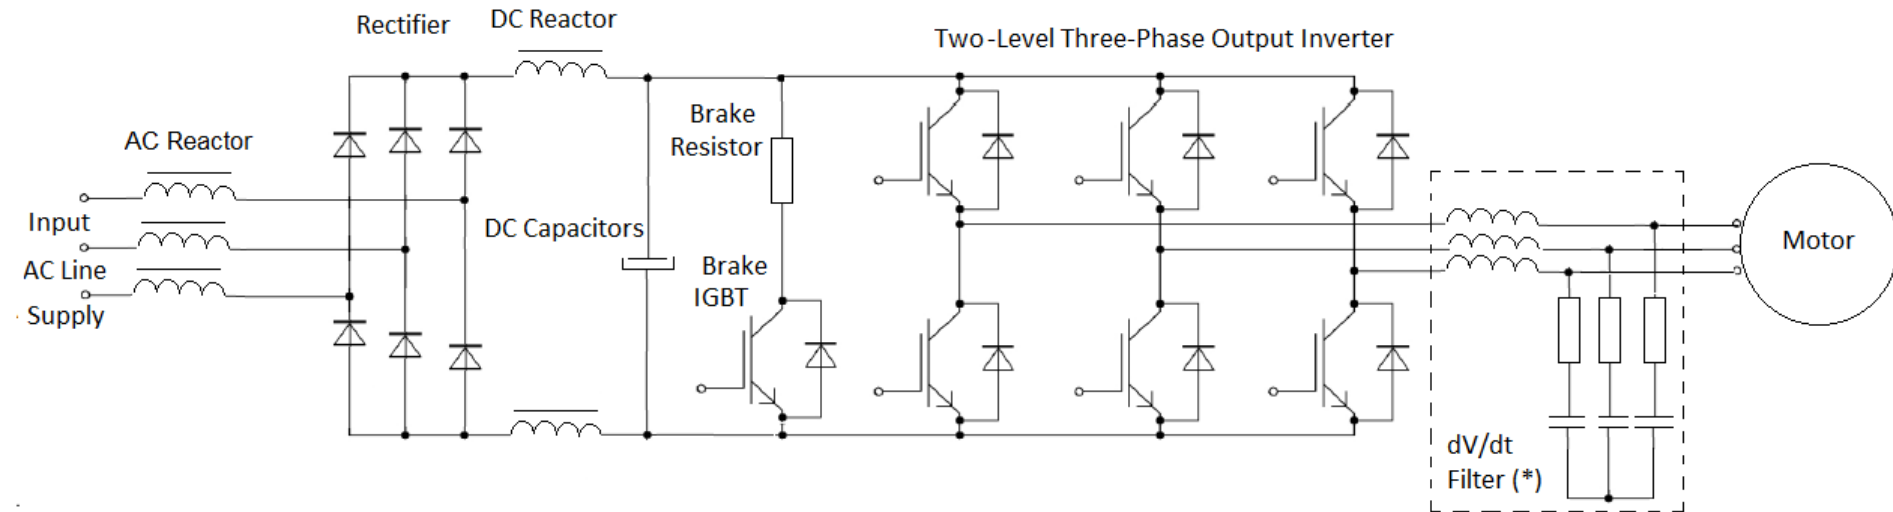 Rectifier
DC Reactor
Two-Level Three-Phase Output Inverter
AC Reactor
Brake
Resistor
Input
AC Line
Supply
DC Capacitors
Brake
IGBT
Motor
dV/dt
Filter (*)